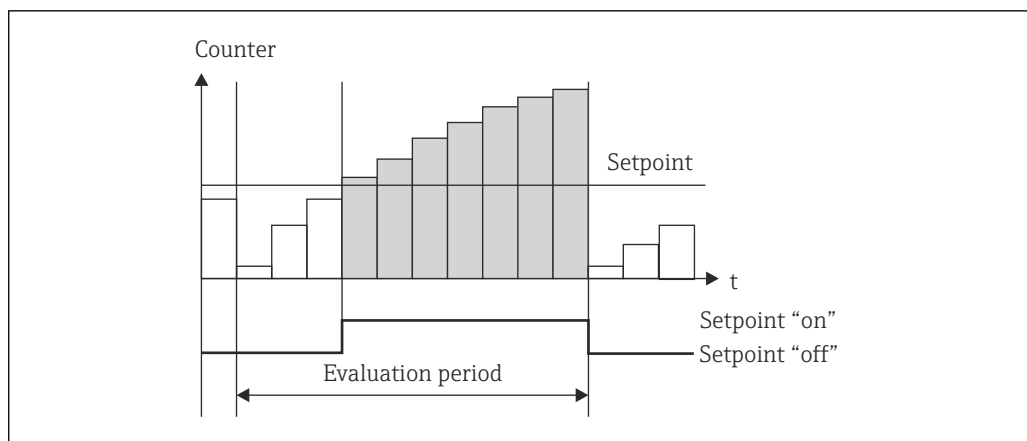 Counter
Setpoint
t
Setpoint “on”
Setpoint “off”
Evaluation period